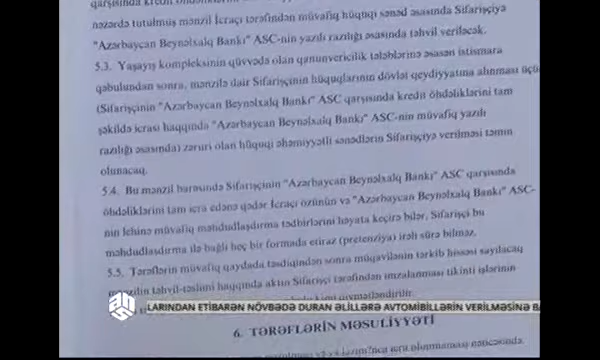 qarşısında kredit öhdəliklərini
nəzərdə tutulmuş mənzil İcraçı tərəfindən müvafiq hüquqi sənəd əsasında Sifarişçiyə
"Azərbaycan Beynəlxalq Bankı" ASC-nin yazılı razılığı əsasında təhvil veriləcək.
5.3. Yaşayış kompleksinin qüvvədə olan qanunvericilik tələblərinə əsasən istismara
qəbulundan sonra, mənzilə dair Sifarişçinin hüquqlarının dövlət qeydiyyatına alınması üçü
(Sifarişçinin "Azərbaycan Beynəlxalq Bankı" ASC qarşısında kredit öhdəliklərini tam
şəkildə icrası haqqında "Azərbaycan Beynəlxalq Bankı" ASC-nin müvafiq yazılı
razılığı əsasında) zəruri olan hüquqi əhəmiyyətli sənədlərin Sifarişçiyə verilməsi təmin
olunacaq.
5.4. Bu mənzil barəsində Sifarişçinin "Azərbaycan Beynəlxalq Bankı" ASC qarşısında
öhdəliklərini tam icra edənə qədər İcraçı özünün və "Azərbaycan Beynəlxalq Bankı" ASC-
nin lehinə müvafiq məhdudlaşdırma tədbirlərini həyata keçirə bilər, Sifarişçi bu
məhdudlaşdırma ilə bağlı heç bir formada etiraz (pretenziya) irəli sürə bilməz.
5.5. Tərəflərin müvafiq qaydada təsdiqindən sonra müqavilənin tərkib hissəsi sayılacaq
mənzilin təhvil-təslimi haqqında aktın Sifarişçi tərəfindən imzalanması tikinti işlərinin
ans LARINDAN ETİBARƏN NÖVBƏDƏ DURAN ƏLİLLƏRƏ AVTOMİBİLLƏRİN VERİLMƏSİNƏ BA
6. TƏRƏFLƏRİN MƏSULİYYƏTİ